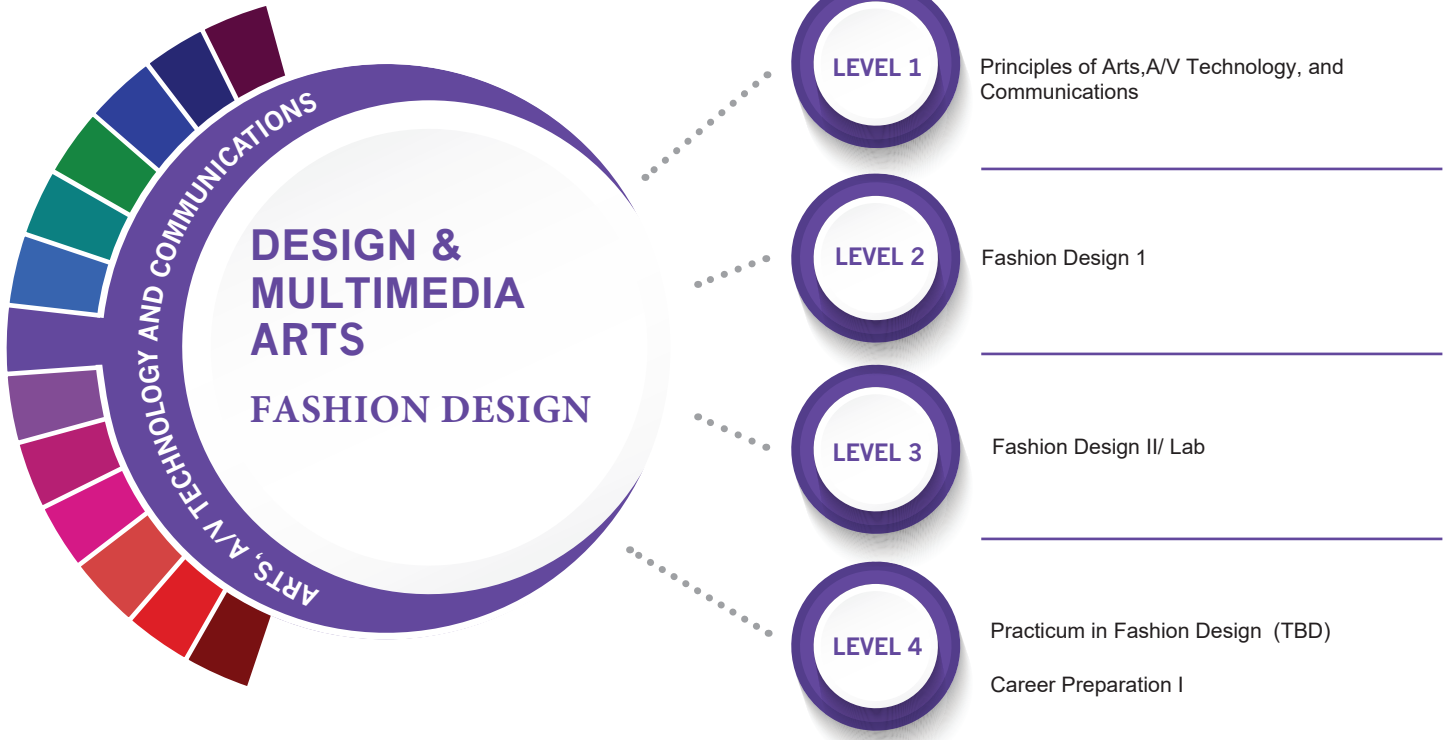 ARTS, A/V TECHNOLOGY AND COMMUNICATIONS
DESIGN &
MULTIMEDIA
ARTS
FASHION DESIGN
LEVEL 1
Principles of Arts,A/V Technology, and
Communications
LEVEL 2
Fashion Design 1
LEVEL 3
Fashion Design II/ Lab
LEVEL 4
Practicum in Fashion Design (TBD)
Career Preparation I